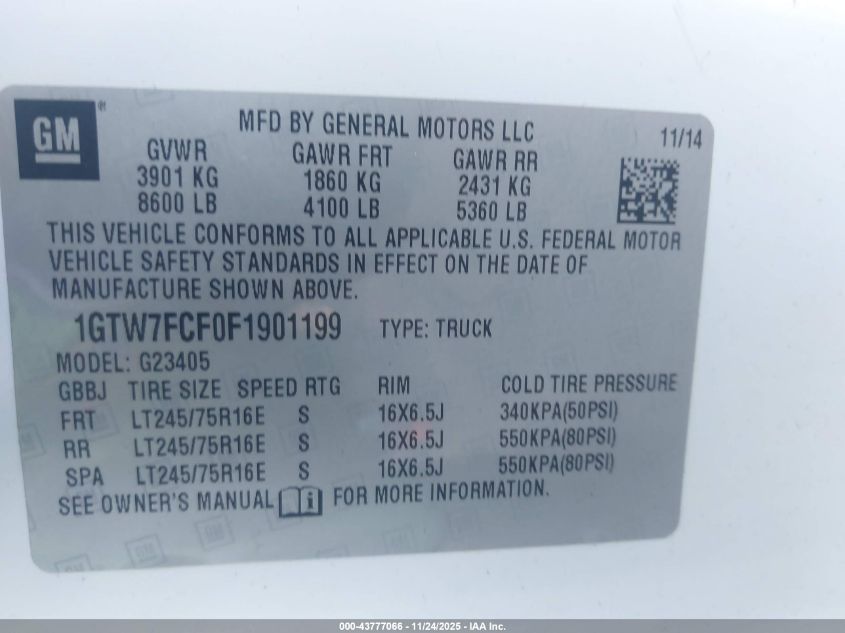 GM®
MFD BY GENERAL MOTORS LLC
11/14
GVWR GAWR FRT GAWR RR
3901 KG 1860 KG 2431 KG
8600 LB 4100 LB 5360 LB
THIS VEHICLE CONFORMS TO ALL APPLICABLE U.S. FEDERAL MOTOR
VEHICLE SAFETY STANDARDS IN EFFECT ON THE DATE OF
MANUFACTURE SHOWN ABOVE.
1GTW7FCF0F1901199 TYPE: TRUCK
MODEL: G23405
GBBJ TIRE SIZE SPEED RTG RIM COLD TIRE PRESSURE
FRT LT245/75R16E S 16X6.5J 340KPA(50PSI)
RR LT245/75R16E S 16X6.5J 550KPA(80PSI)
SPA LT245/75R16E S 16X6.5J 550KPA(80PSI)
SEE OWNER'S MANUAL i FOR MORE INFORMATION.
000-43777066 - 11/24/2025 - IAA Inc.